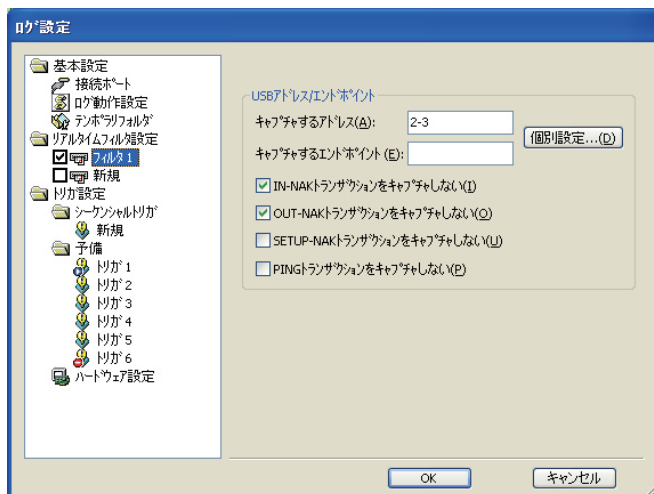 ﾛｸﾞ設定
基本設定
接続ﾎﾟｰﾄ
ﾛｸﾞ動作設定
ﾃﾝﾎﾟﾗﾘﾌｫﾙﾀﾞ
ﾘｱﾙﾀｲﾑﾌｨﾙﾀ設定
ﾌｨﾙﾀ 1
新規
ﾄﾘｶﾞ設定
ｼｰｹﾝｼｬﾙﾄﾘｶﾞ
新規
予備
ﾄﾘｶﾞ 1
ﾄﾘｶﾞ 2
ﾄﾘｶﾞ 3
ﾄﾘｶﾞ 4
ﾄﾘｶﾞ 5
ﾄﾘｶﾞ 6
ﾊｰﾄﾞｳｪｱ設定
USBｱﾄﾞﾚｽ/ｴﾝﾄﾞﾎﾟｲﾝﾄ
ｷｬﾌﾟﾁｬするｱﾄﾞﾚｽ(A): 2-3
個別設定...(D)
ｷｬﾌﾟﾁｬするｴﾝﾄﾞﾎﾟｲﾝﾄ (E):
IN-NAKﾄﾗﾝｻﾞｸｼｮﾝをｷｬﾌﾟﾁｬしない(I)
OUT-NAKﾄﾗﾝｻﾞｸｼｮﾝをｷｬﾌﾟﾁｬしない(O)
SETUP-NAKﾄﾗﾝｻﾞｸｼｮﾝをｷｬﾌﾟﾁｬしない(U)
PINGﾄﾗﾝｻﾞｸｼｮﾝをｷｬﾌﾟﾁｬしない(P)
OK ｷｬﾝｾﾙ